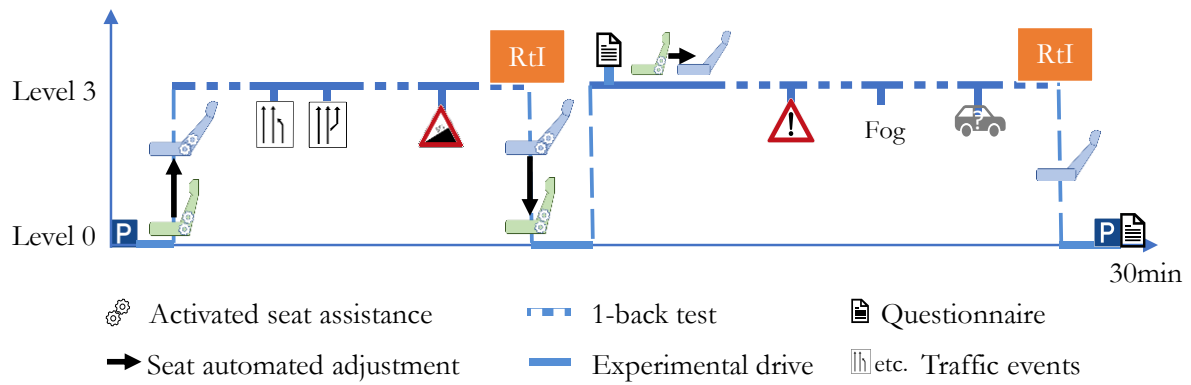 RtI
RtI
Level 3
Fog
P
Level 0
P
30min
Activated seat assistance
1-back test
Questionnaire
Seat automated adjustment
Experimental drive
etc. Traffic events